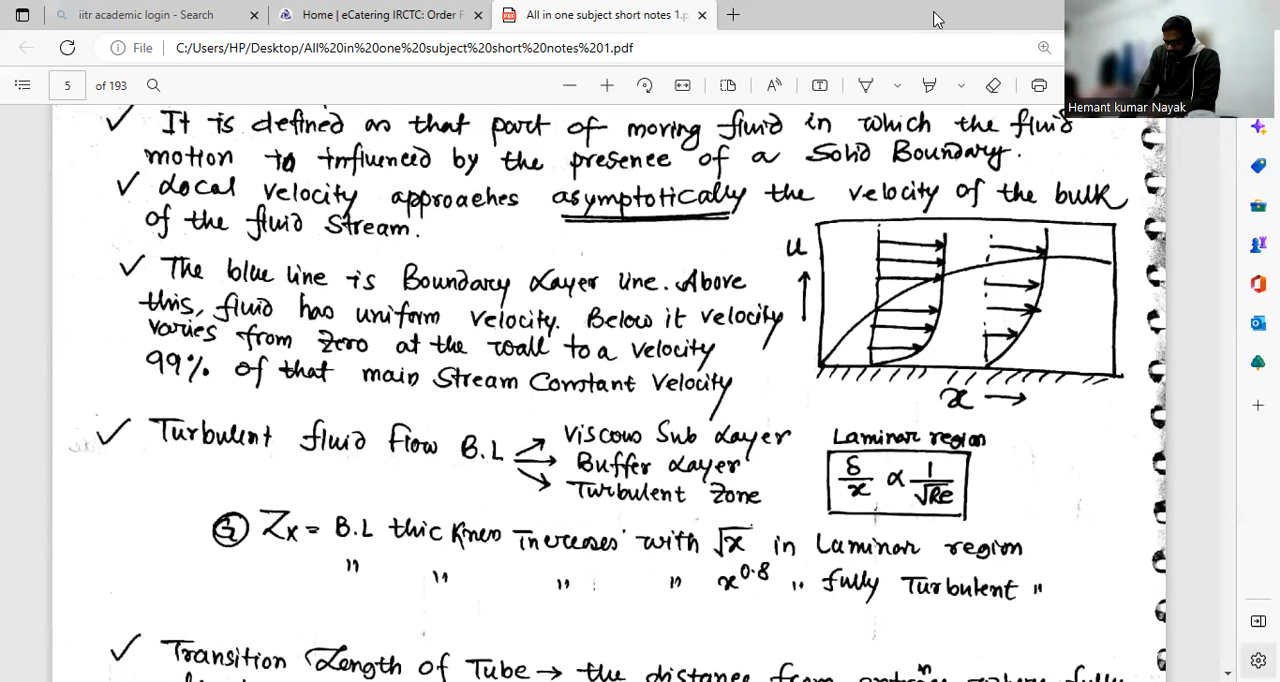 iitr academic login - Search
Home | eCatering IRCTC: Order F
All in one subject short notes 1.p
File
C:/Users/HP/Desktop/All%20in%20one%20subject%20short%20notes%201.pdf
5 of 193
Hemant kumar Nayak
✓ It is defined as that part of moving fluid in which the fluid
motion is influenced by the presence of a Solid Boundary.
✓ Local velocity approaches asymptotically the velocity of the bulk
of the fluid Stream.
u
✓ The blue line is Boundary Layer line. Above
this, fluid has uniform velocity. Below it velocity
varies from Zero at the wall to a velocity
99% of that main Stream Constant Velocity
x →
✓ Turbulent fluid flow B.L
Viscous Sub Layer
Buffer Layer
Turbulent Zone
Laminar region
δ/x ∝ 1/√Re
Zx = B.L thickness increases with √x in Laminar region
" " " " x^0.8 " fully Turbulent "
✓ Transition Length of Tube → the distance from